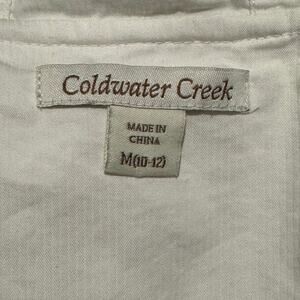 Coldwater Creek
MADE IN
CHINA
M(10-12)